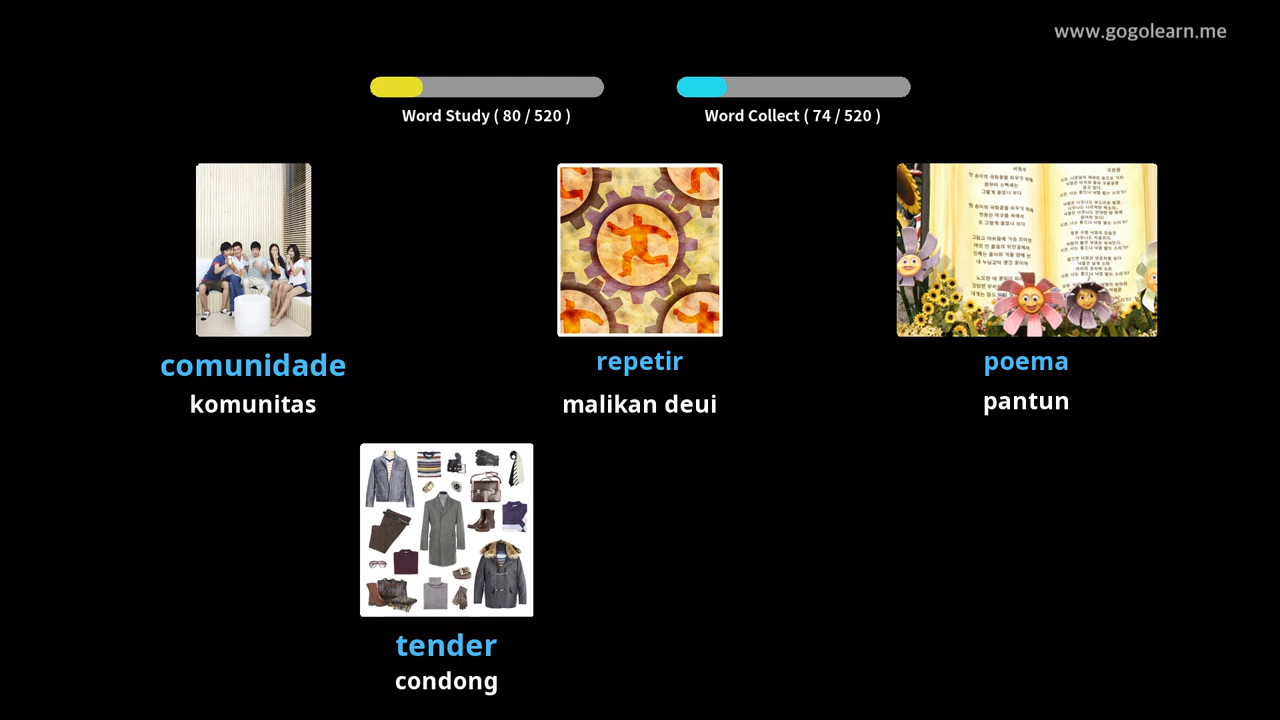 www.gogolearn.me
Word Study ( 80 / 520 )
Word Collect ( 74 / 520 )
comunidade
komunitas
repetir
malikan deui
poema
pantun
tender
condong